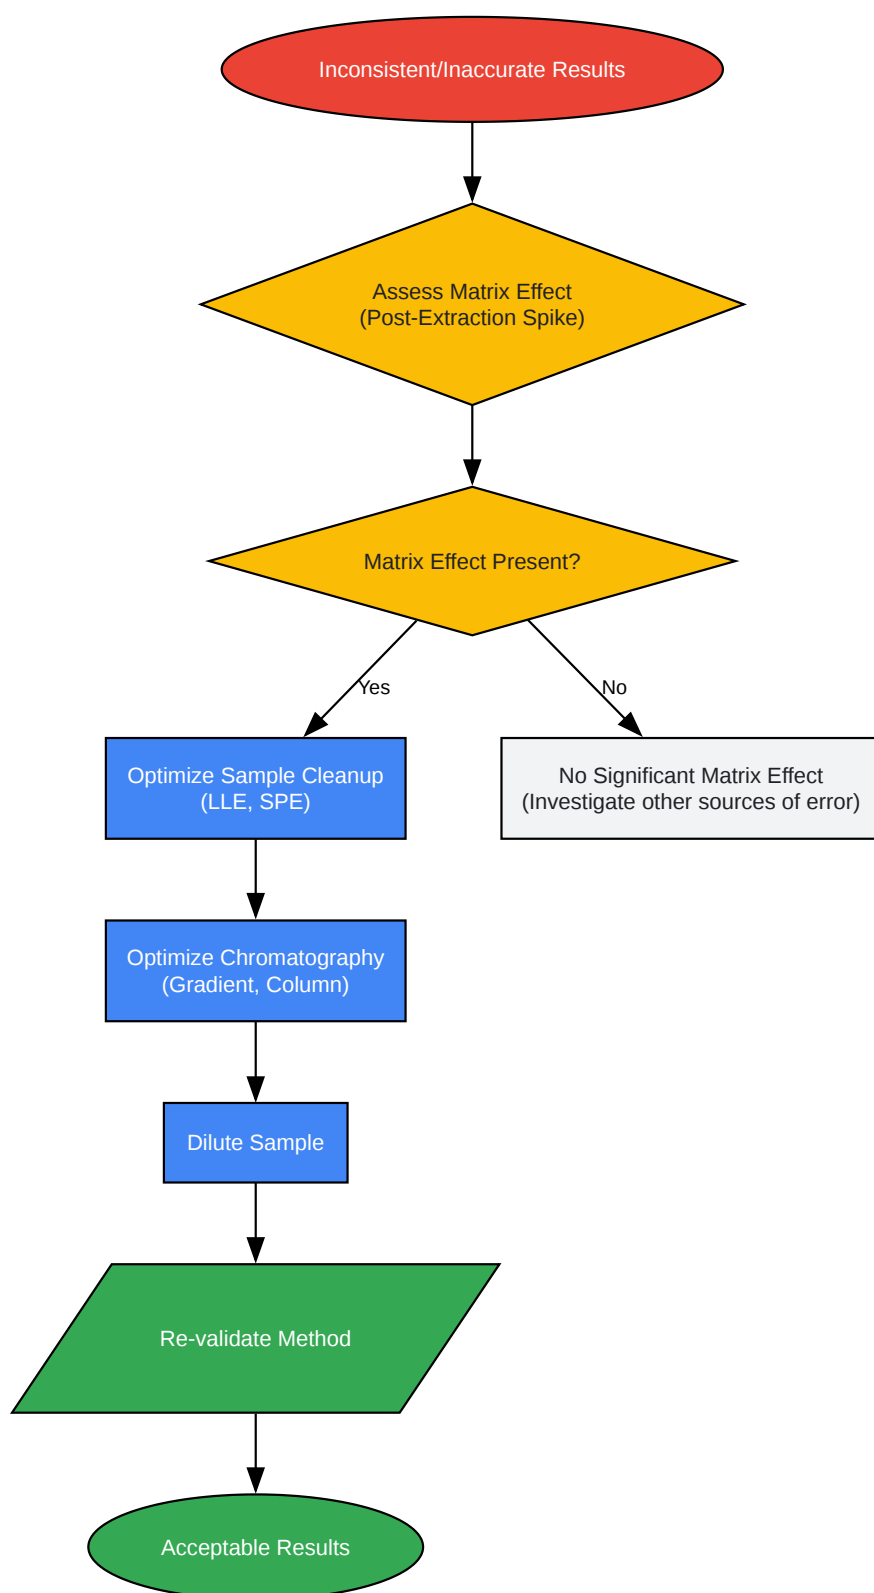 Inconsistent/Inaccurate Results
Assess Matrix Effect
(Post-Extraction Spike)
Matrix Effect Present?
Yes
No
Optimize Sample Cleanup
(LLE, SPE)
No Significant Matrix Effect
(Investigate other sources of error)
Optimize Chromatography
(Gradient, Column)
Dilute Sample
Re-validate Method
Acceptable Results